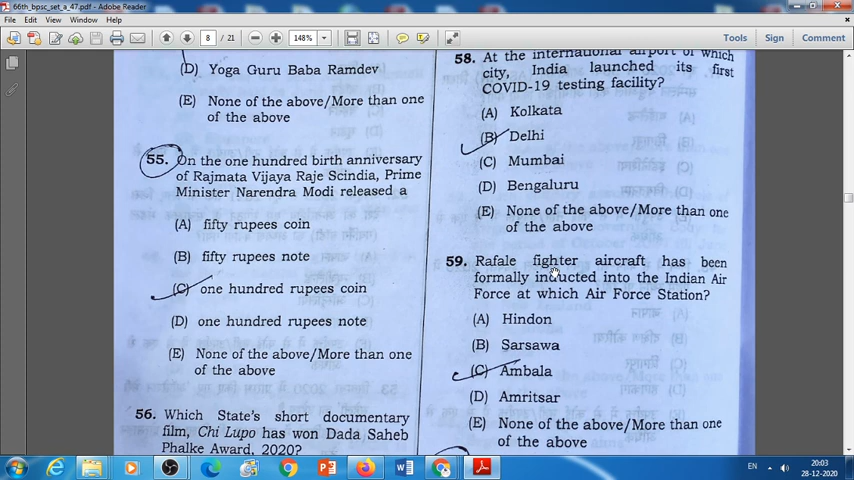 66th_bpsc_set_a_47.pdf - Adobe Reader
File Edit View Window Help
8 / 21
148%
Tools Sign Comment
(D) Yoga Guru Baba Ramdev
(E) None of the above/More than one
of the above
55. On the one hundred birth anniversary
of Rajmata Vijaya Raje Scindia, Prime
Minister Narendra Modi released a
(A) fifty rupees coin
(B) fifty rupees note
(C) one hundred rupees coin
(D) one hundred rupees note
(E) None of the above/More than one
of the above
56. Which State's short documentary
film, Chi Lupo has won Dada Saheb
Phalke Award, 2020?
58. At the international airport of which
city, India launched its first
COVID-19 testing facility?
(A) Kolkata
(B) Delhi
(C) Mumbai
(D) Bengaluru
(E) None of the above/More than one
of the above
59. Rafale fighter aircraft has been
formally inducted into the Indian Air
Force at which Air Force Station?
(A) Hindon
(B) Sarsawa
(C) Ambala
(D) Amritsar
(E) None of the above/More than one
of the above
EN
20:03
28-12-2020